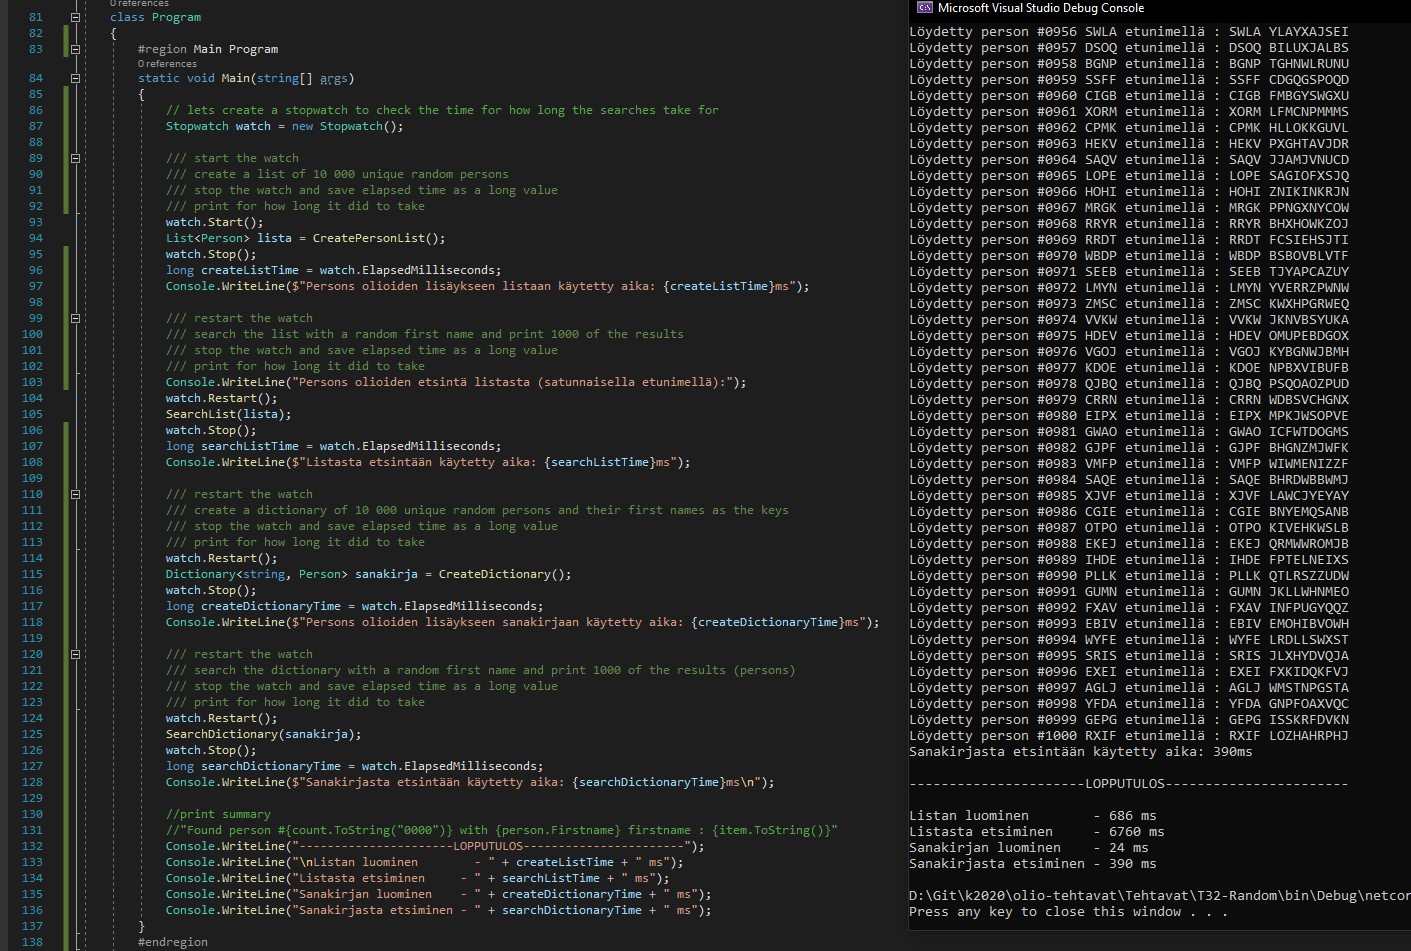 0 references
81 class Program
82 {
83 #region Main Program
0 references
84 static void Main(string[] args)
85 {
86 // lets create a stopwatch to check the time for how long the searches take for
87 Stopwatch watch = new Stopwatch();
88
89 /// start the watch
90 /// create a list of 10 000 unique random persons
91 /// stop the watch and save elapsed time as a long value
92 /// print for how long it did to take
93 watch.Start();
94 List<Person> lista = CreatePersonList();
95 watch.Stop();
96 long createListTime = watch.ElapsedMilliseconds;
97 Console.WriteLine($"Persons olioiden lisäykseen listaan käytetty aika: {createListTime}ms");
98
99 /// restart the watch
100 /// search the list with a random first name and print 1000 of the results
101 /// stop the watch and save elapsed time as a long value
102 /// print for how long it did to take
103 Console.WriteLine("Persons olioiden etsintä listasta (satunnaisella etunimellä):");
104 watch.Restart();
105 SearchList(lista);
106 watch.Stop();
107 long searchListTime = watch.ElapsedMilliseconds;
108 Console.WriteLine($"Listasta etsintään käytetty aika: {searchListTime}ms");
109
110 /// restart the watch
111 /// create a dictionary of 10 000 unique random persons and their first names as the keys
112 /// stop the watch and save elapsed time as a long value
113 /// print for how long it did to take
114 watch.Restart();
115 Dictionary<string, Person> sanakirja = CreateDictionary();
116 watch.Stop();
117 long createDictionaryTime = watch.ElapsedMilliseconds;
118 Console.WriteLine($"Persons olioiden lisäykseen sanakirjaan käytetty aika: {createDictionaryTime}ms");
119
120 /// restart the watch
121 /// search the dictionary with a random first name and print 1000 of the results (persons)
122 /// stop the watch and save elapsed time as a long value
123 /// print for how long it did to take
124 watch.Restart();
125 SearchDictionary(sanakirja);
126 watch.Stop();
127 long searchDictionaryTime = watch.ElapsedMilliseconds;
128 Console.WriteLine($"Sanakirjasta etsintään käytetty aika: {searchDictionaryTime}ms\n");
129
130 //print summary
131 //"Found person #{count.ToString("0000")} with {person.Firstname} firstname : {item.ToString()}"
132 Console.WriteLine("----------------------LOPPUTULOS-----------------------");
133 Console.WriteLine("\nListan luominen        - " + createListTime + " ms");
134 Console.WriteLine("Listasta etsiminen     - " + searchListTime + " ms");
135 Console.WriteLine("Sanakirjan luominen    - " + createDictionaryTime + " ms");
136 Console.WriteLine("Sanakirjasta etsiminen - " + searchDictionaryTime + " ms");
137 }
138 #endregion
Microsoft Visual Studio Debug Console
Löydetty person #0956 SWLA etunimellä : SWLA YLAYXAJSEI
Löydetty person #0957 DSOQ etunimellä : DSOQ BILUXJALBS
Löydetty person #0958 BGNP etunimellä : BGNP TGHNWLRUNU
Löydetty person #0959 SSFF etunimellä : SSFF CDGQGSPOQD
Löydetty person #0960 CIGB etunimellä : CIGB FMBGYSWGXU
Löydetty person #0961 XORM etunimellä : XORM LFMCNPMMMS
Löydetty person #0962 CPMK etunimellä : CPMK HLLOKKGUVL
Löydetty person #0963 HEKV etunimellä : HEKV PXGHTAVJDR
Löydetty person #0964 SAQV etunimellä : SAQV JJAMJVNUCD
Löydetty person #0965 LOPE etunimellä : LOPE SAGIOFXSJQ
Löydetty person #0966 HOHI etunimellä : HOHI ZNIKINKRJN
Löydetty person #0967 MRGK etunimellä : MRGK PPNGXNYCOW
Löydetty person #0968 RRYR etunimellä : RRYR BHXHOWKZOJ
Löydetty person #0969 RRDT etunimellä : RRDT FCSIEHSJTI
Löydetty person #0970 WBDP etunimellä : WBDP BSBOVBLVTF
Löydetty person #0971 SEEB etunimellä : SEEB TJYAPCAZUY
Löydetty person #0972 LMYN etunimellä : LMYN YVERRZPWNW
Löydetty person #0973 ZMSC etunimellä : ZMSC KWXHPGRWEQ
Löydetty person #0974 VVKW etunimellä : VVKW JKNVBSYUKA
Löydetty person #0975 HDEV etunimellä : HDEV OMUPEBDGOX
Löydetty person #0976 VGOJ etunimellä : VGOJ KYBGNWJBMH
Löydetty person #0977 KDOE etunimellä : KDOE NPBXVIBUFB
Löydetty person #0978 QJBQ etunimellä : QJBQ PSQOAOZPUD
Löydetty person #0979 CRRN etunimellä : CRRN WDBSVCHGNX
Löydetty person #0980 EIPX etunimellä : EIPX MPKJWSOPVE
Löydetty person #0981 GWAO etunimellä : GWAO ICFWTDOGMS
Löydetty person #0982 GJPF etunimellä : GJPF BHGNZMJWFK
Löydetty person #0983 VMFP etunimellä : VMFP WIWMENIZZF
Löydetty person #0984 SAQE etunimellä : SAQE BHRDWBBWMJ
Löydetty person #0985 XJVF etunimellä : XJVF LAWCJYEYAY
Löydetty person #0986 CGIE etunimellä : CGIE BNYEMQSANB
Löydetty person #0987 OTPO etunimellä : OTPO KIVEHKWSLB
Löydetty person #0988 EKEJ etunimellä : EKEJ QRMWWROMJB
Löydetty person #0989 IHDE etunimellä : IHDE FPTELNEIXS
Löydetty person #0990 PLLK etunimellä : PLLK QTLRSZZUDW
Löydetty person #0991 GUMN etunimellä : GUMN JKLLWHNMEO
Löydetty person #0992 FXAV etunimellä : FXAV INFPUGYQQZ
Löydetty person #0993 EBIV etunimellä : EBIV EMOHIBVOWH
Löydetty person #0994 WYFE etunimellä : WYFE LRDLLSWXST
Löydetty person #0995 SRIS etunimellä : SRIS JLXHYDVQJA
Löydetty person #0996 EXEI etunimellä : EXEI FXKIDQKFVJ
Löydetty person #0997 AGLJ etunimellä : AGLJ WMSTNPGSTA
Löydetty person #0998 YFDA etunimellä : YFDA GNPFOAXVQC
Löydetty person #0999 GEPG etunimellä : GEPG ISSKRFDVKN
Löydetty person #1000 RXIF etunimellä : RXIF LOZHAHRPHJ
Sanakirjasta etsintään käytetty aika: 390ms
----------------------LOPPUTULOS-----------------------
Listan luominen        - 686 ms
Listasta etsiminen     - 6760 ms
Sanakirjan luominen    - 24 ms
Sanakirjasta etsiminen - 390 ms
D:\Git\k2020\olio-tehtavat\Tehtavat\T32-Random\bin\Debug\netcor
Press any key to close this window . . .